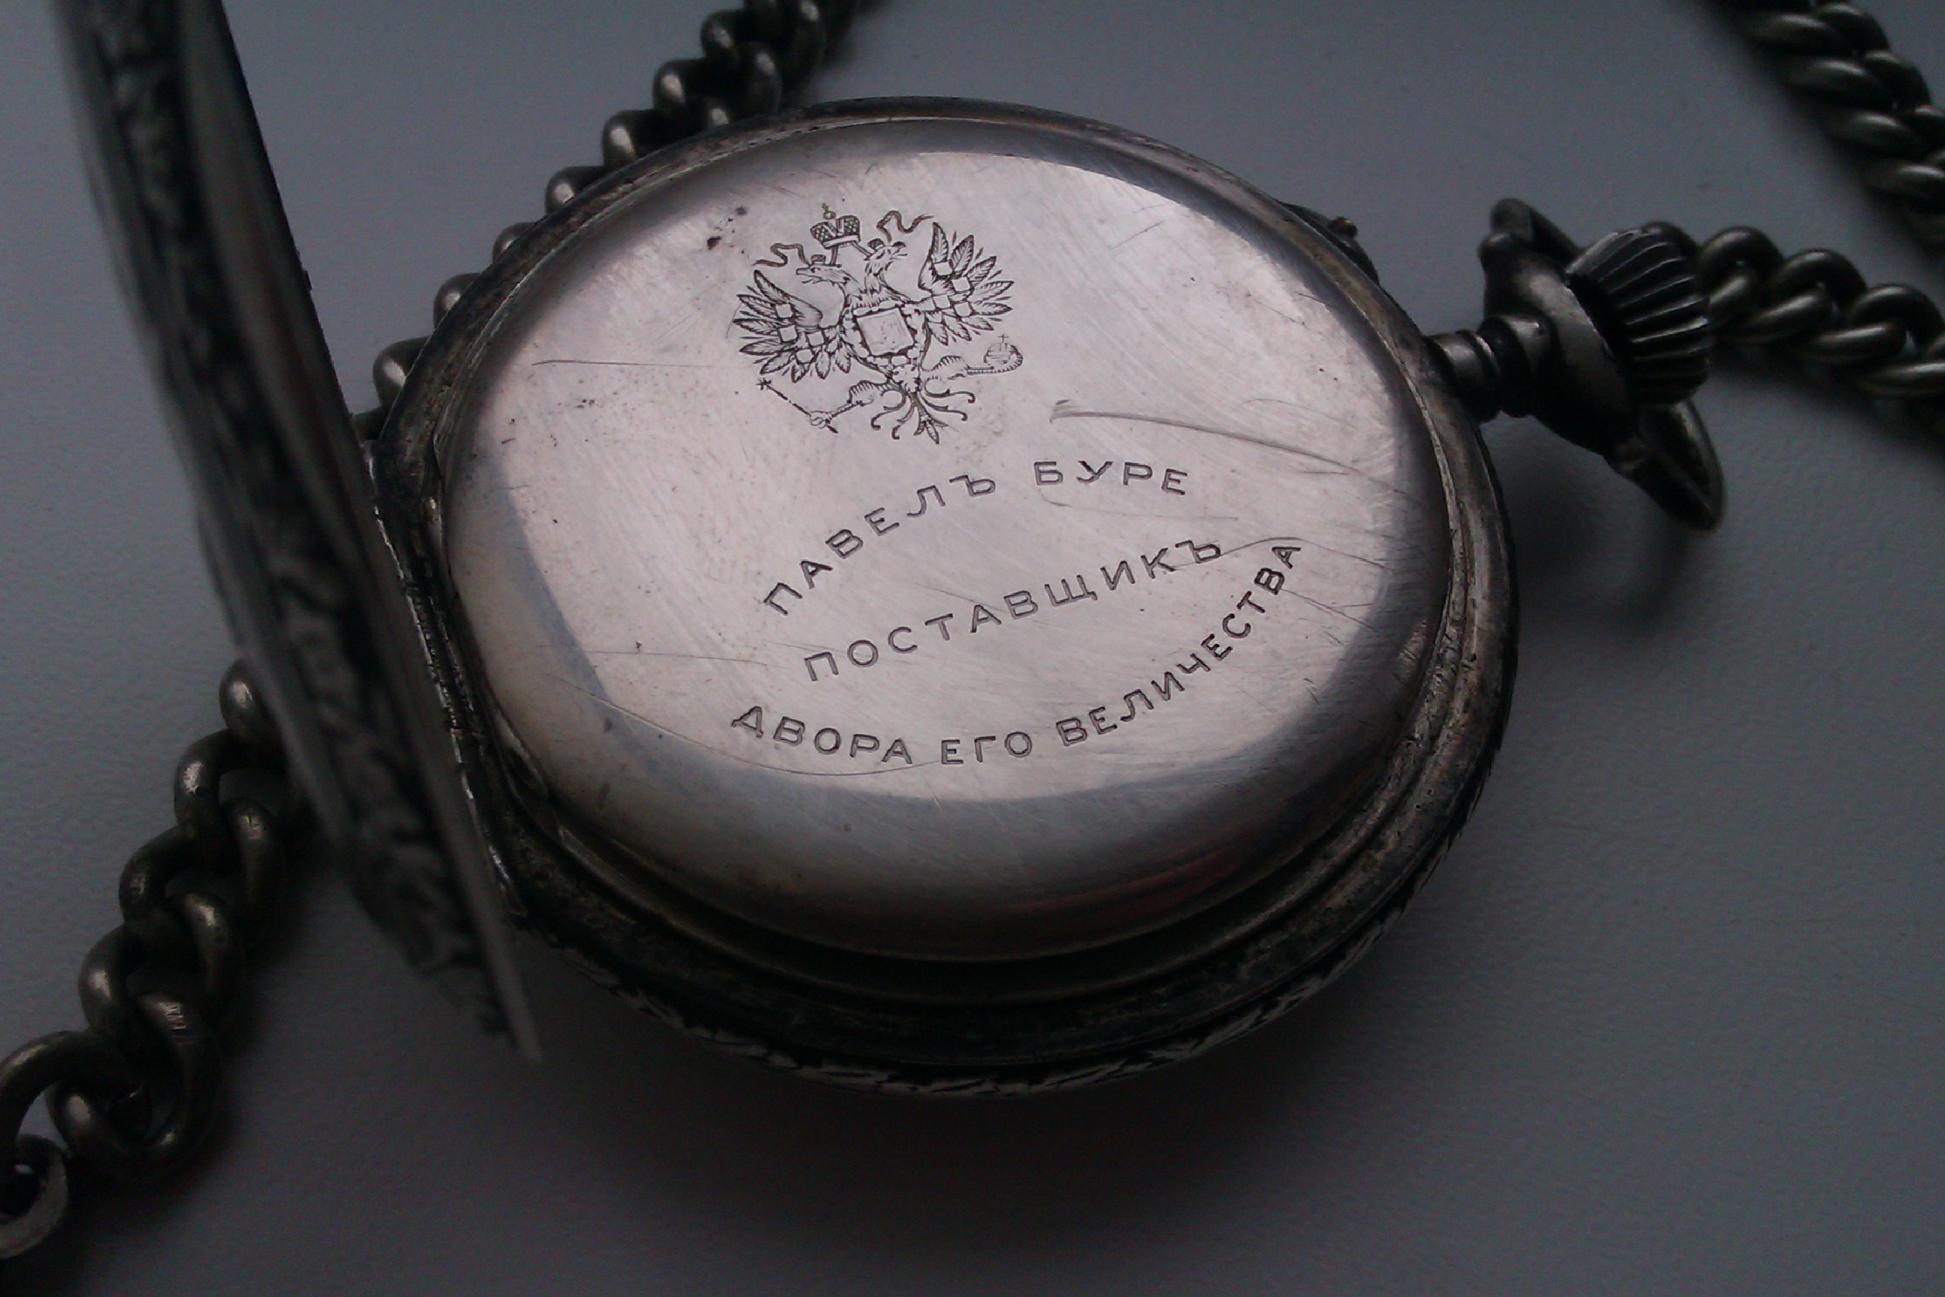 ПАВЕЛЪ БУРЕ
ПОСТАВЩИКЪ
ДВОРА ЕГО ВЕЛИЧЕСТВА